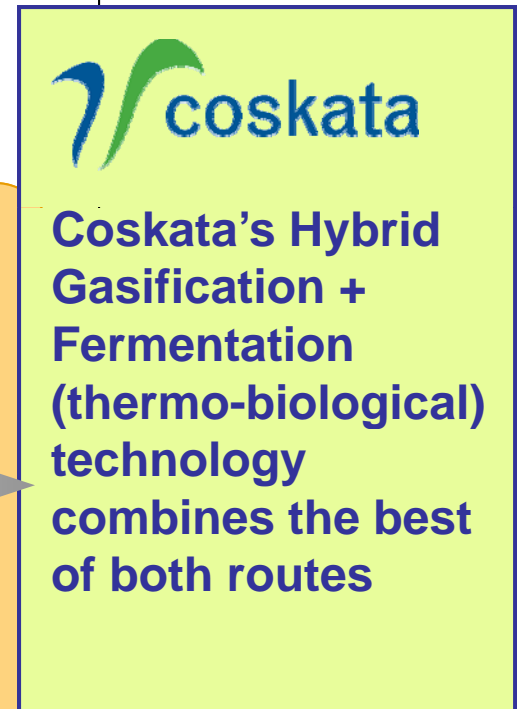 coskata
Coskata’s Hybrid
Gasification +
Fermentation
(thermo-biological)
technology
combines the best
of both routes